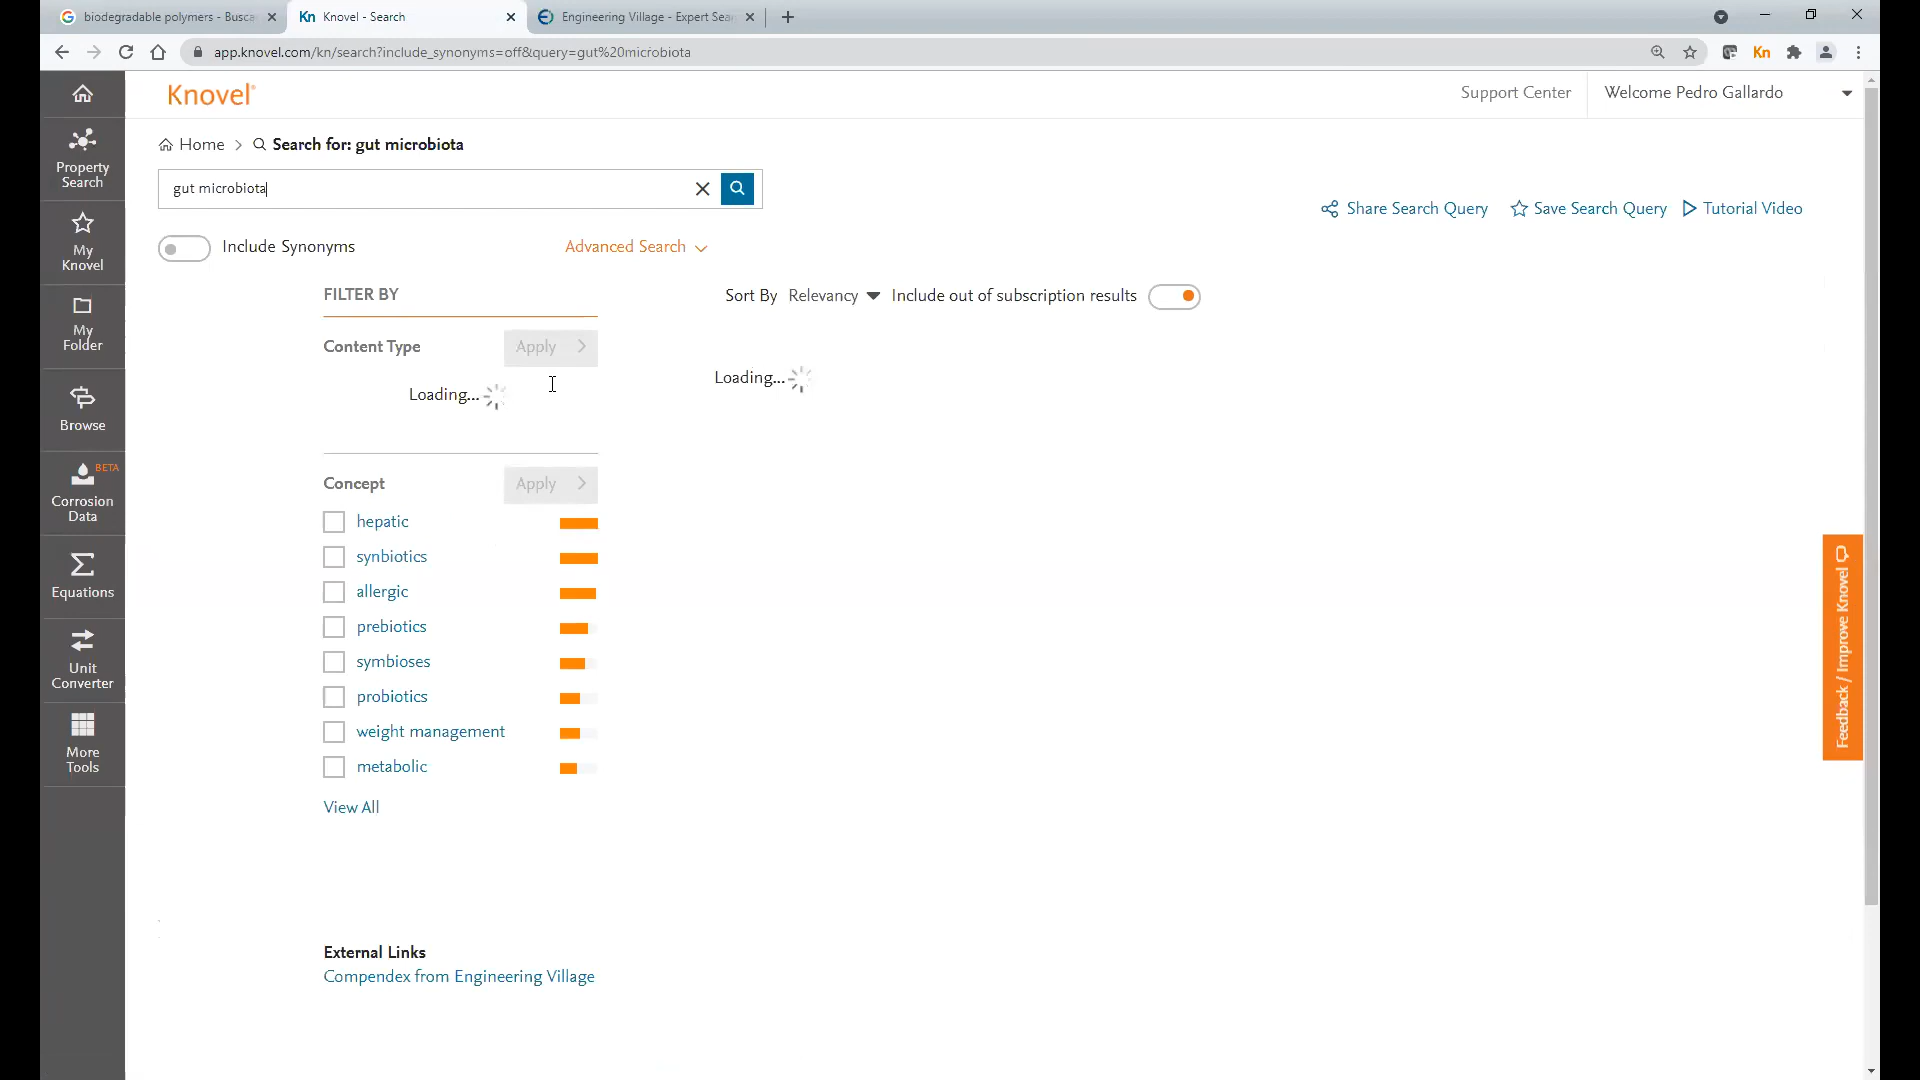 biodegradable polymers - Busca
Knovel - Search
Engineering Village - Expert Sear
app.knovel.com/kn/search?include_synonyms=off&query=gut%20microbiota
Kn
Knovel
Support Center
Welcome Pedro Gallardo
Home > Search for: gut microbiota
gut microbiota
Share Search Query
Save Search Query
Tutorial Video
Include Synonyms
Advanced Search
FILTER BY
Sort By Relevancy
Include out of subscription results
Content Type
Apply
Loading...
Loading...
Concept
Apply
hepatic
synbiotics
allergic
prebiotics
symbioses
probiotics
weight management
metabolic
View All
External Links
Compendex from Engineering Village
Property
Search
My
Knovel
My
Folder
Browse
BETA
Corrosion
Data
Equations
Unit
Converter
More
Tools
Feedback / Improve Knovel